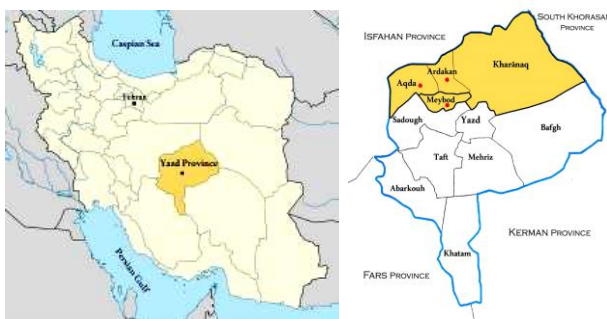 Caspian Sea
Tehran
Yazd Province
Persian Gulf
ISFAHAN PROVINCE
SOUTH KHORASAN
PROVINCE
Aqda
Ardakan
Kharānaq
Meybod
Sadough
Yazd
Bafgh
Taft
Mehriz
Abarkouh
KERMAN PROVINCE
FARS PROVINCE
Khatam